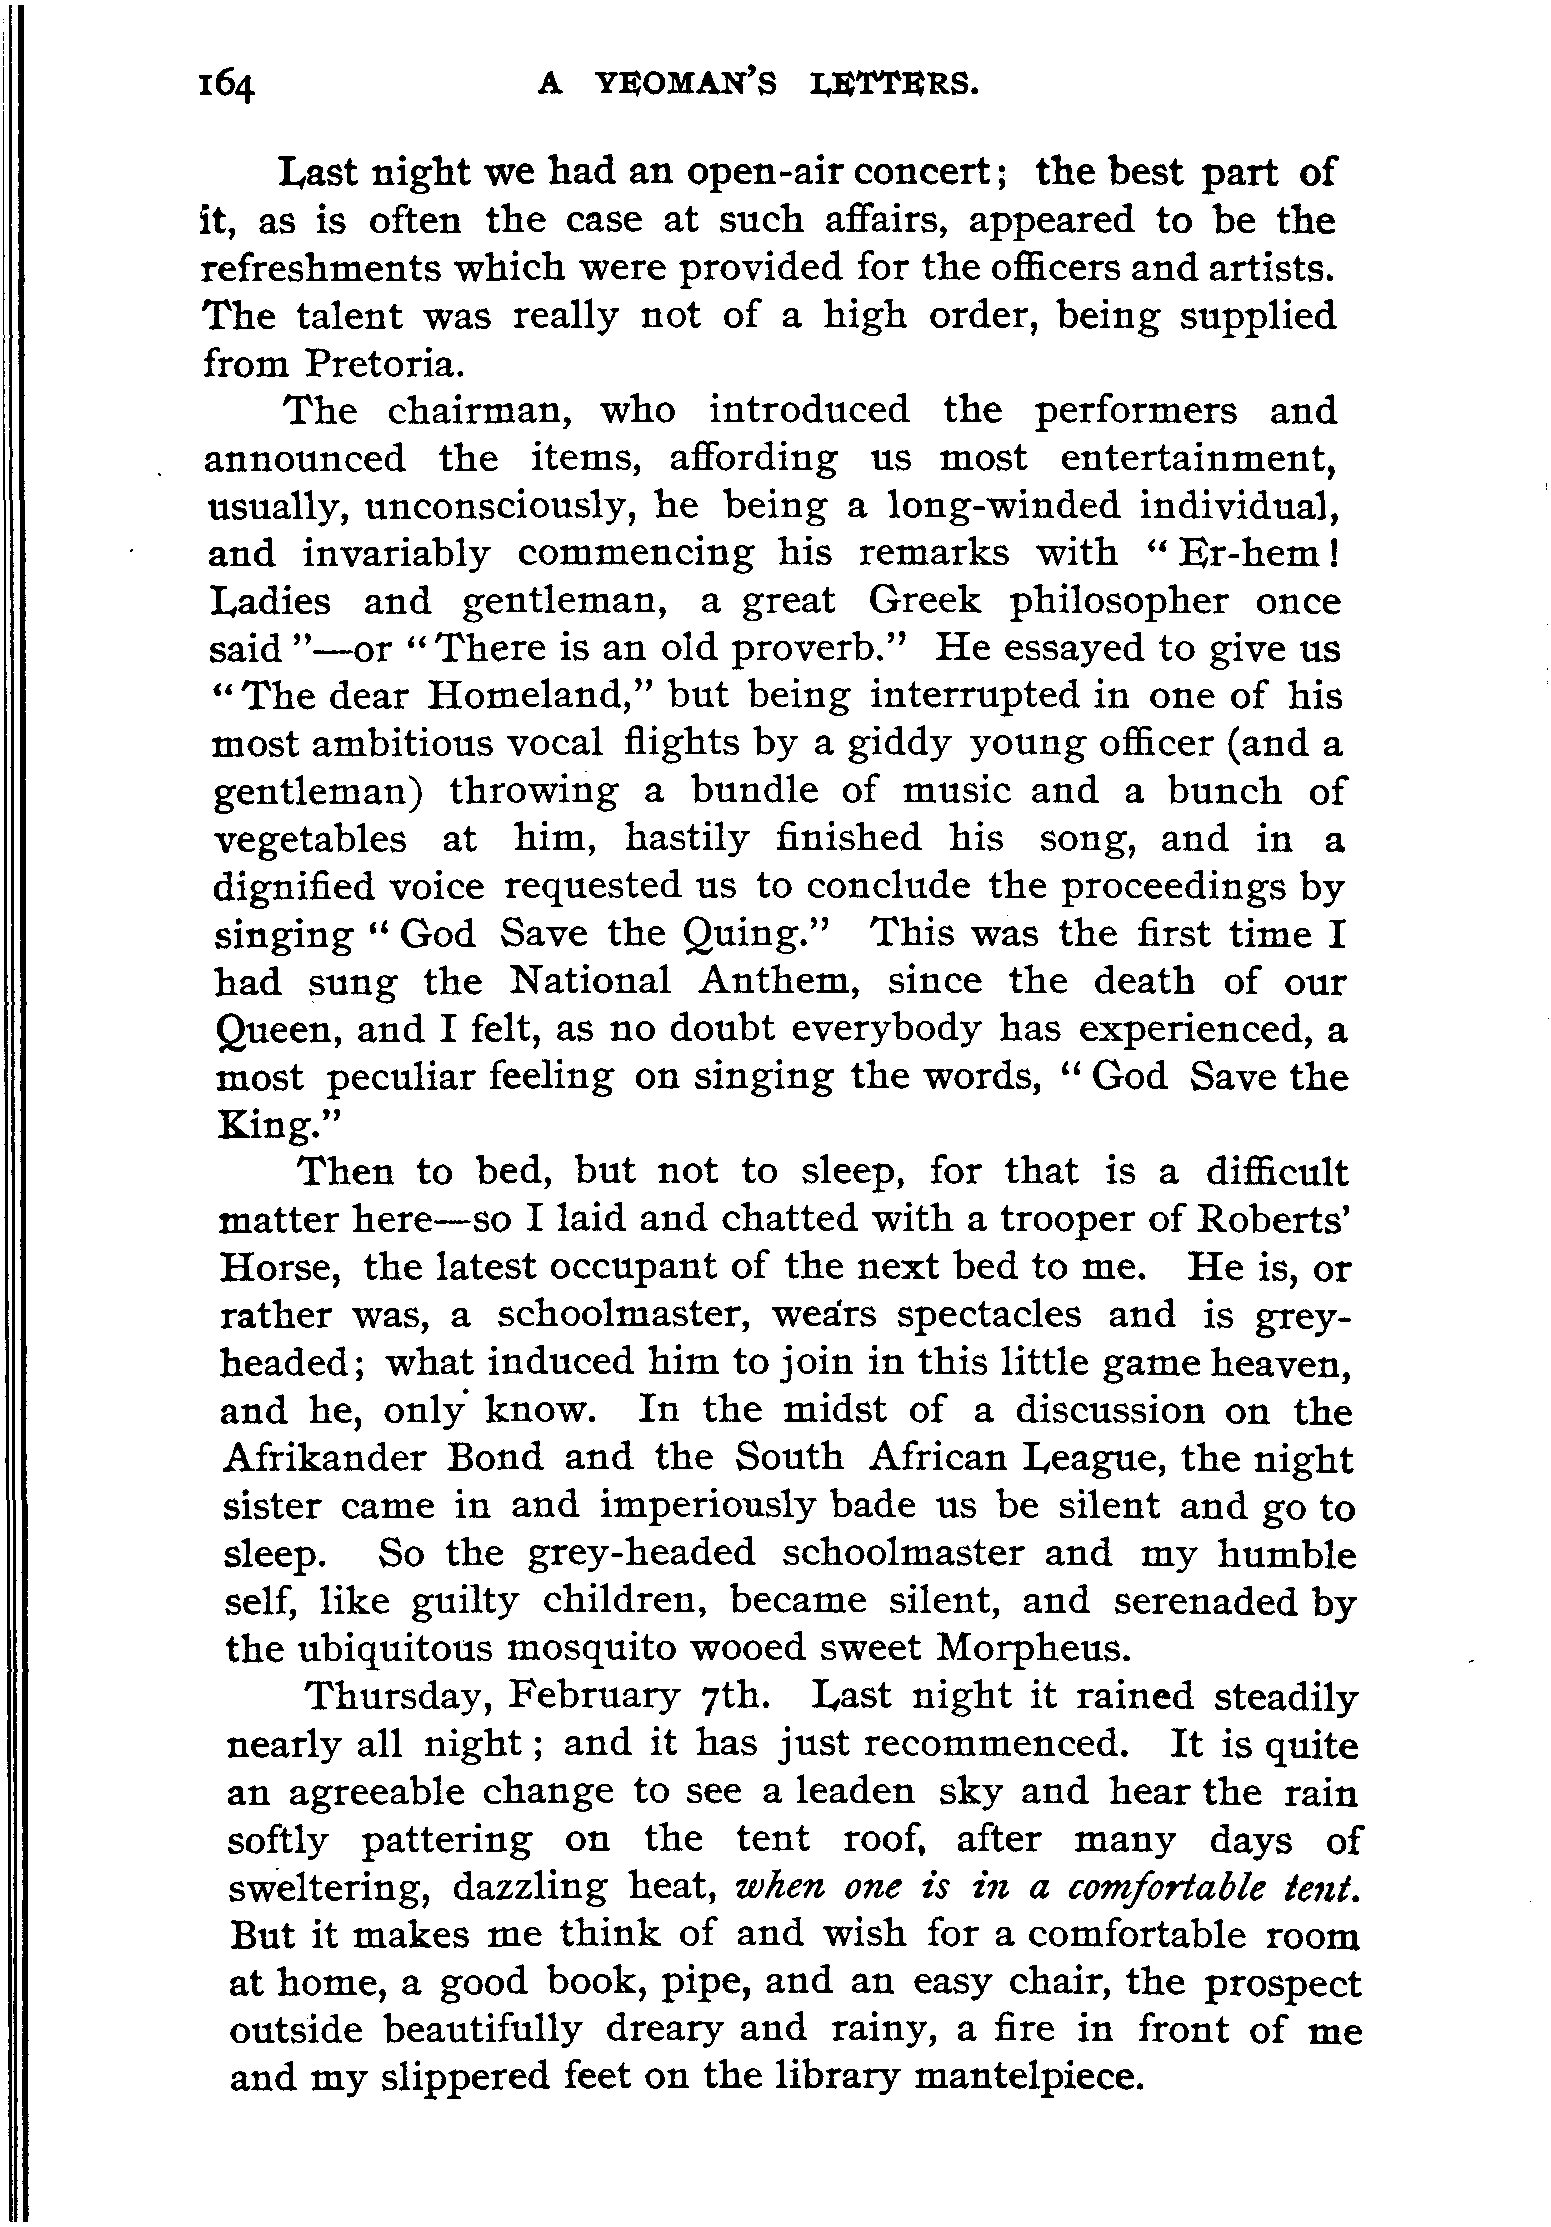 164 A YEOMAN'S LETTERS.
Last night we had an open-air concert; the best part of
it, as is often the case at such affairs, appeared to be the
refreshments which were provided for the officers and artists.
The talent was really not of a high order, being supplied
from Pretoria.
The chairman, who introduced the performers and
announced the items, affording us most entertainment,
usually, unconsciously, he being a long-winded individual,
and invariably commencing his remarks with “Er-hem!
Ladies and gentleman, a great Greek philosopher once
said”—or “There is an old proverb.” He essayed to give us
“The dear Homeland,” but being interrupted in one of his
most ambitious vocal flights by a giddy young officer (and a
gentleman) throwing a bundle of music and a bunch of
vegetables at him, hastily finished his song, and in a
dignified voice requested us to conclude the proceedings by
singing “God Save the Quing.” This was the first time I
had sung the National Anthem, since the death of our
Queen, and I felt, as no doubt everybody has experienced, a
most peculiar feeling on singing the words, “God Save the
King.”
Then to bed, but not to sleep, for that is a difficult
matter here—so I laid and chatted with a trooper of Roberts'
Horse, the latest occupant of the next bed to me. He is, or
rather was, a schoolmaster, wears spectacles and is grey-
headed; what induced him to join in this little game heaven,
and he, only know. In the midst of a discussion on the
Afrikander Bond and the South African League, the night
sister came in and imperiously bade us be silent and go to
sleep. So the grey-headed schoolmaster and my humble
self, like guilty children, became silent, and serenaded by
the ubiquitous mosquito wooed sweet Morpheus.
Thursday, February 7th. Last night it rained steadily
nearly all night; and it has just recommenced. It is quite
an agreeable change to see a leaden sky and hear the rain
softly pattering on the tent roof, after many days of
sweltering, dazzling heat, when one is in a comfortable tent.
But it makes me think of and wish for a comfortable room
at home, a good book, pipe, and an easy chair, the prospect
outside beautifully dreary and rainy, a fire in front of me
and my slippered feet on the library mantelpiece.